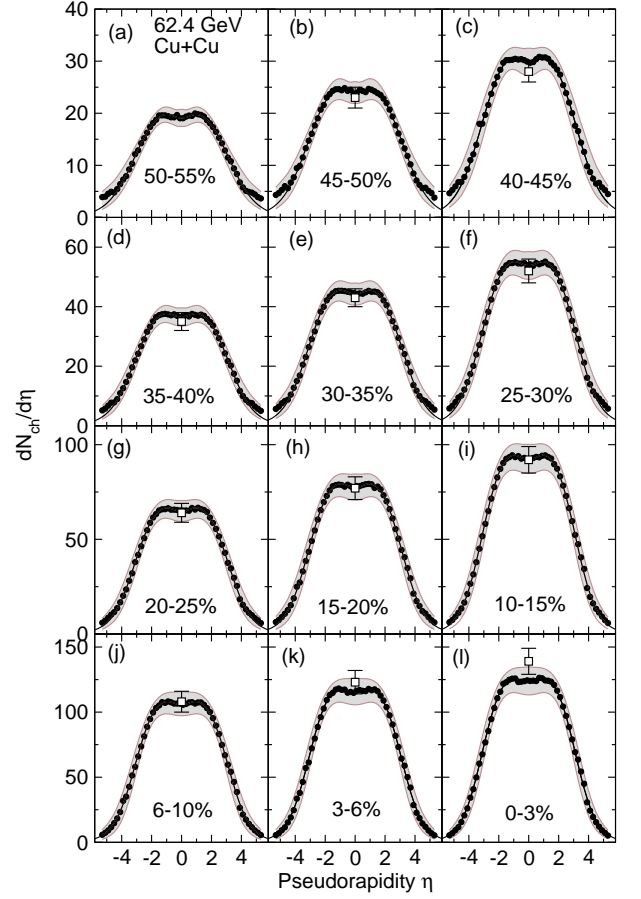 (a) 62.4 GeV
Cu+Cu
(b)
(c)
40
30
20
10
0
50-55%
45-50%
40-45%
(d)
(e)
(f)
60
40
20
0
35-40%
30-35%
25-30%
dNch/dη
(g)
(h)
(i)
100
50
0
20-25%
15-20%
10-15%
(j)
(k)
(l)
150
100
50
0
6-10%
3-6%
0-3%
-4 -2 0 2 4 -4 -2 0 2 4 -4 -2 0 2 4
Pseudorapidity η